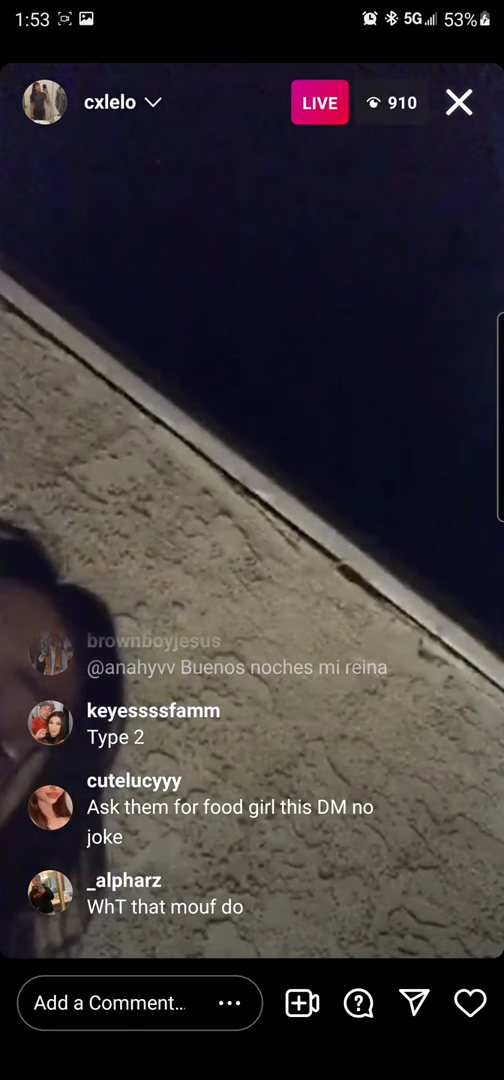 1:53
5G
53%
cxlelo
LIVE
910
brownboyjesus
@anahyvv Buenos noches mi reina
keyessssfamm
Type 2
cutelucyyy
Ask them for food girl this DM no
joke
_alpharz
WhT that mouf do
Add a Comment...